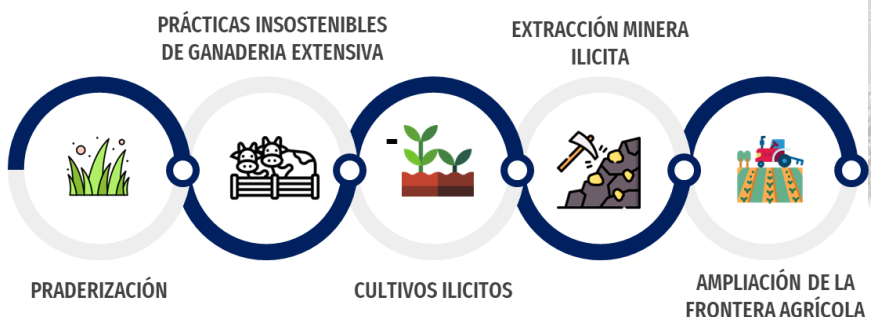 PRÁCTICAS INSOSTENIBLES
DE GANADERIA EXTENSIVA
EXTRACCIÓN MINERA
ILICITA
-
PRADERIZACIÓN
CULTIVOS ILICITOS
AMPLIACIÓN DE LA
FRONTERA AGRÍCOLA